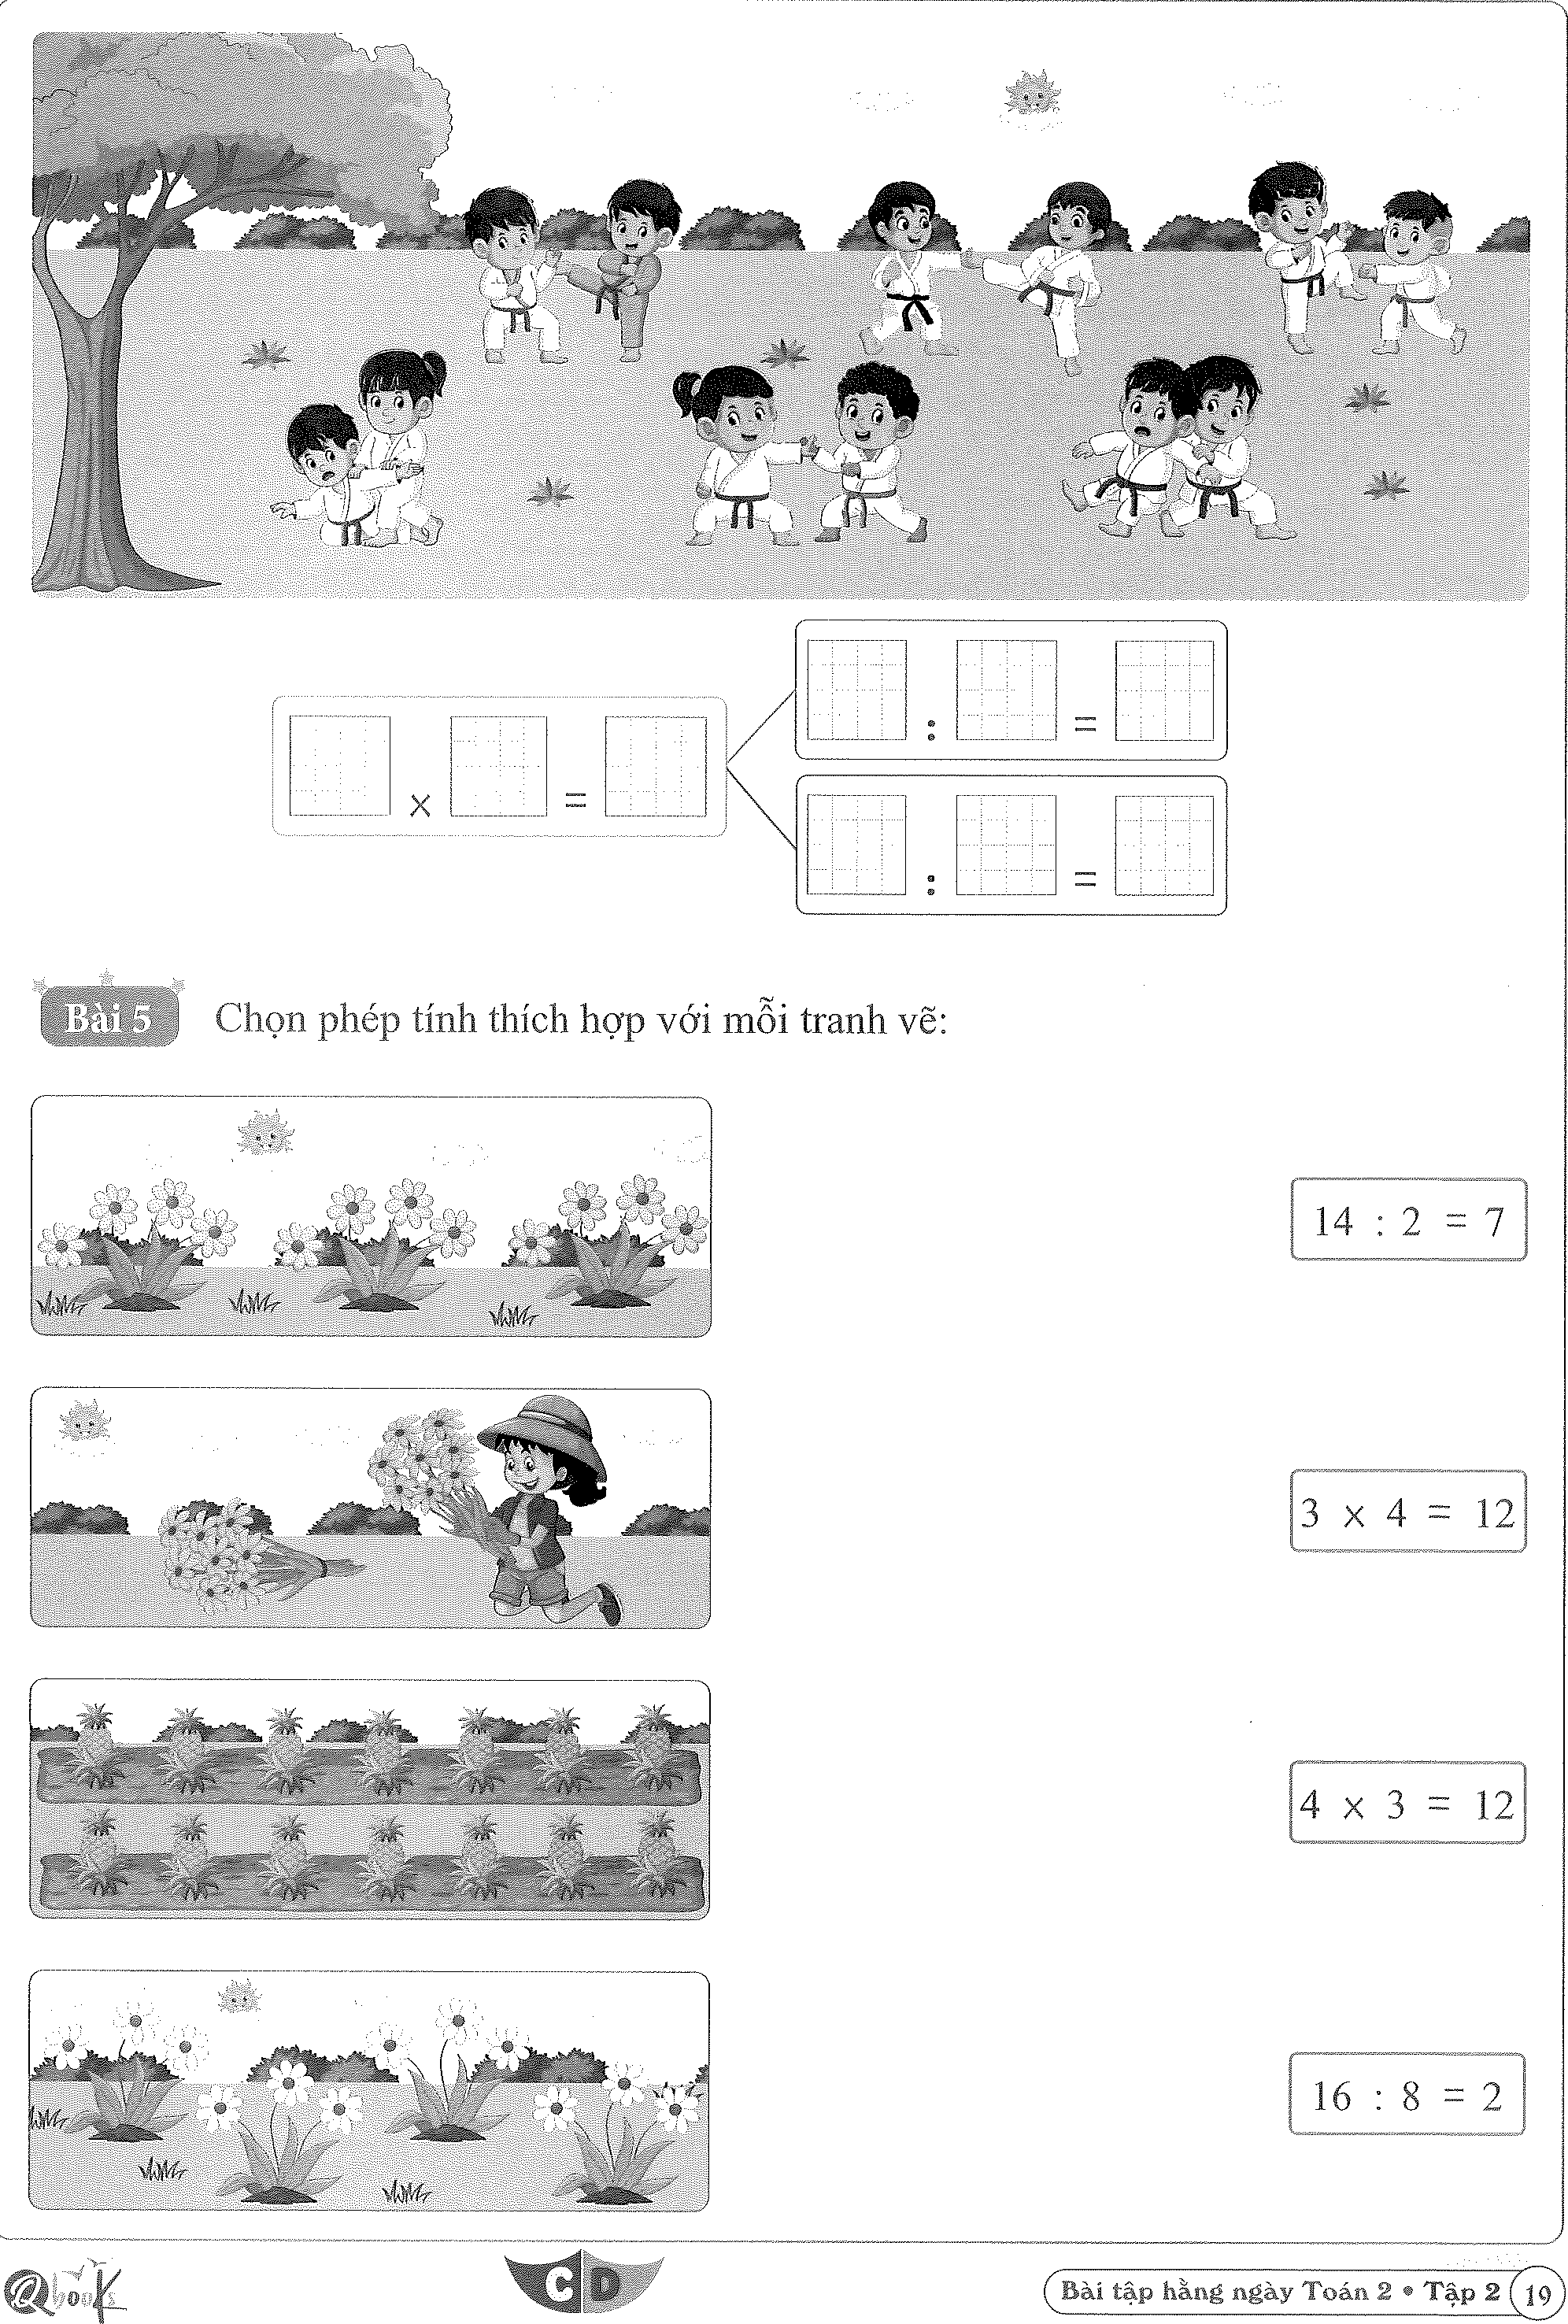 : =
× =
: =
Bài 5 Chọn phép tính thích hợp với mỗi tranh vẽ:
14 : 2 = 7
3 × 4 = 12
4 × 3 = 12
16 : 8 = 2
Qbooks
CD
Bài tập hằng ngày Toán 2 • Tập 2 19